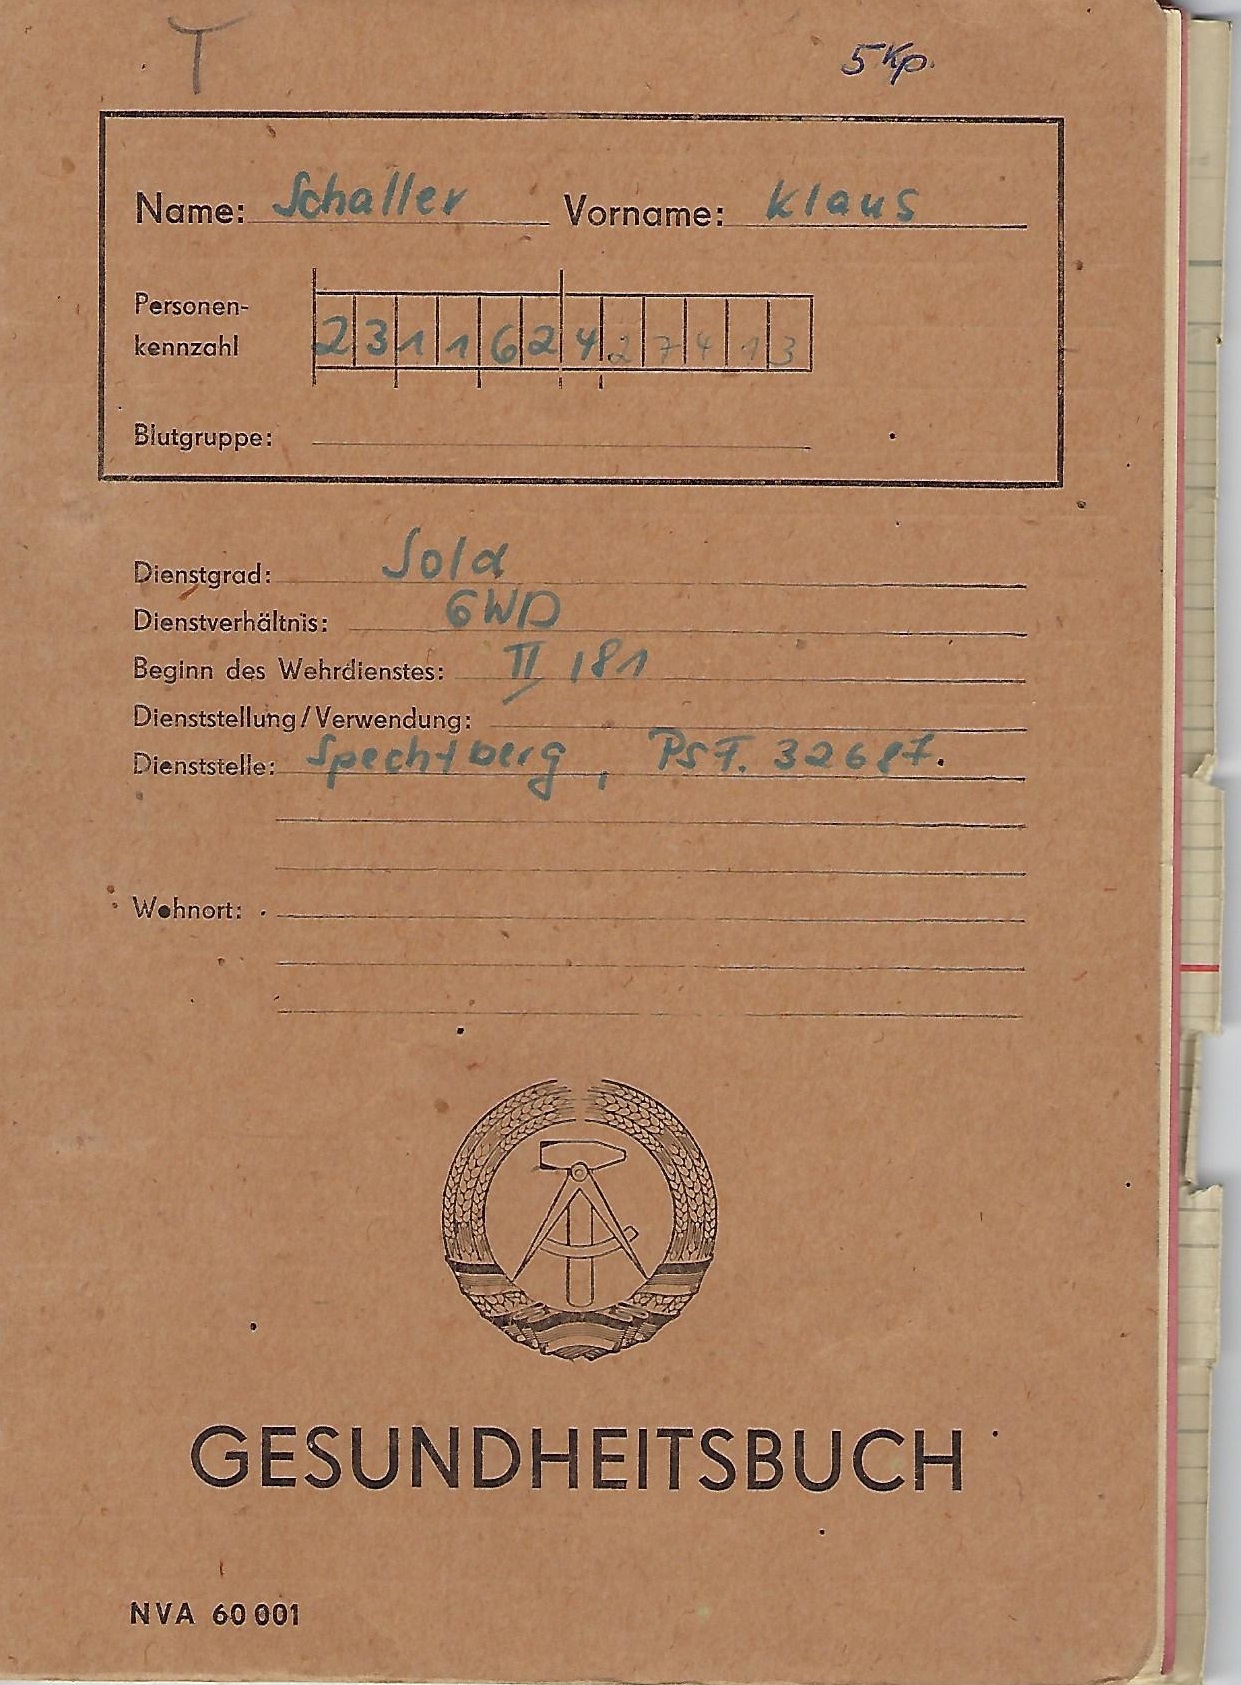 T
5 Kp.
Name: Schaller Vorname: Klaus
Personen-
kennzahl 231162427413
Blutgruppe:
Dienstgrad: Sold
Dienstverhältnis: GWD
Beginn des Wehrdienstes: II/81
Dienststellung/Verwendung:
Dienststelle: Spechtberg, PSF. 32687.
Wohnort:
GESUNDHEITSBUCH
NVA 60 001